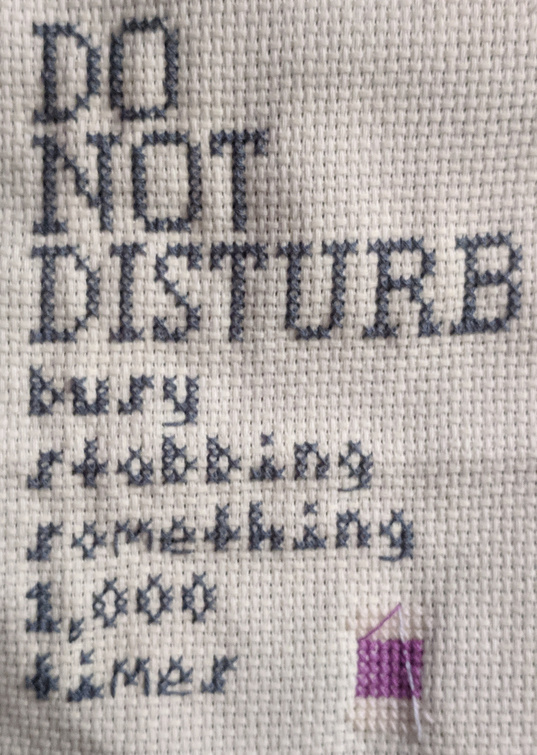 DO
NOT
DISTURB
busy
stabbing
something
1,000
times